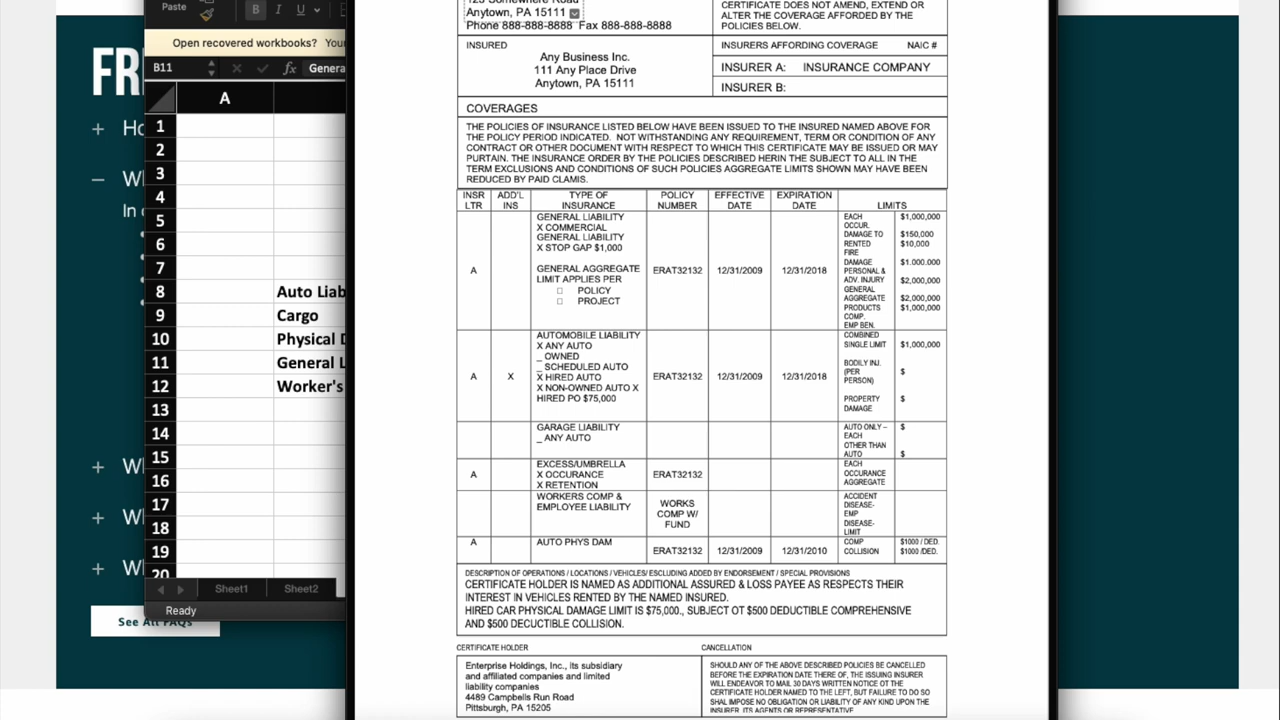 Paste
B I U
Open recovered workbooks? Your
B11 fx Genera
A
1
2
3
4
5
6
7
8 Auto Liab
9 Cargo
10 Physical D
11 General L
12 Worker's
13
14
15
16
17
18
19
20
Sheet1 Sheet2
Ready
FR
+ Ho
− Wh
In o
+ Wh
+ Wh
+ Wh
See All FAQs
123 Somewhere Road
Anytown, PA 15111
Phone 888-888-8888 Fax 888-888-8888
CERTIFICATE DOES NOT AMEND, EXTEND OR
ALTER THE COVERAGE AFFORDED BY THE
POLICIES BELOW.
INSURED
Any Business Inc.
111 Any Place Drive
Anytown, PA 15111
INSURERS AFFORDING COVERAGE NAIC #
INSURER A: INSURANCE COMPANY
INSURER B:
COVERAGES
THE POLICIES OF INSURANCE LISTED BELOW HAVE BEEN ISSUED TO THE INSURED NAMED ABOVE FOR
THE POLICY PERIOD INDICATED. NOT WITHSTANDING ANY REQUIREMENT, TERM OR CONDITION OF ANY
CONTRACT OR OTHER DOCUMENT WITH RESPECT TO WHICH THIS CERTIFICATE MAY BE ISSUED OR MAY
PURTAIN. THE INSURANCE ORDER BY THE POLICIES DESCRIBED HERIN THE SUBJECT TO ALL IN THE
TERM EXCLUSIONS AND CONDITIONS OF SUCH POLICIES AGGREGATE LIMITS SHOWN MAY HAVE BEEN
REDUCED BY PAID CLAMIS.
INSR LTR
ADD'L INS
TYPE OF INSURANCE
POLICY NUMBER
EFFECTIVE DATE
EXPIRATION DATE
LIMITS
A
GENERAL LIABILITY
X COMMERCIAL
GENERAL LIABILITY
X STOP GAP $1,000
GENERAL AGGREGATE
LIMIT APPLIES PER
□ POLICY
□ PROJECT
ERAT32132
12/31/2009
12/31/2018
EACH
OCCUR.
DAMAGE TO
RENTED
FIRE
DAMAGE
PERSONAL &
ADV. INJURY
GENERAL
AGGREGATE
PRODUCTS
COMP.
EMP BEN.
$1,000,000
$150,000
$10,000
$1.000.000
$2,000,000
$2,000,000
$1,000,000
A
X
AUTOMOBILE LIABILITY
X ANY AUTO
_ OWNED
_ SCHEDULED AUTO
X HIRED AUTO
X NON-OWNED AUTO X
HIRED PO $75,000
ERAT32132
12/31/2009
12/31/2018
COMBINED
SINGLE LIMIT
BODILY INJ.
(PER
PERSON)
PROPERTY
DAMAGE
$1,000,000
$
$
GARAGE LIABILITY
_ ANY AUTO
AUTO ONLY –
EACH
OTHER THAN
AUTO
$
$
A
EXCESS/UMBRELLA
X OCCURANCE
X RETENTION
ERAT32132
EACH
OCCURANCE
AGGREGATE
WORKERS COMP &
EMPLOYEE LIABILITY
WORKS
COMP W/
FUND
ACCIDENT
DISEASE-
EMP
DISEASE-
LIMIT
A
AUTO PHYS DAM
ERAT32132
12/31/2009
12/31/2010
COMP
COLLISION
$1000 / DED.
$1000 /DED.
DESCRIPTION OF OPERATIONS / LOCATIONS / VEHICLES/ ESCLUDING ADDED BY ENDORSEMENT / SPECIAL PROVISIONS
CERTIFICATE HOLDER IS NAMED AS ADDITIONAL ASSURED & LOSS PAYEE AS RESPECTS THEIR
INTEREST IN VEHICLES RENTED BY THE NAMED INSURED.
HIRED CAR PHYSICAL DAMAGE LIMIT IS $75,000., SUBJECT OT $500 DEDUCTIBLE COMPREHENSIVE
AND $500 DECUCTIBLE COLLISION.
CERTIFICATE HOLDER
Enterprise Holdings, Inc., its subsidiary
and affiliated companies and limited
liability companies
4489 Campbells Run Road
Pittsburgh, PA 15205
CANCELLATION
SHOULD ANY OF THE ABOVE DESCRIBED POLICIES BE CANCELLED
BEFORE THE EXPIRATION DATE THERE OF, THE ISSUING INSURER
WILL ENDEAVOR TO MAIL 30 DAYS WRITTEN NOTICE OT THE
CERTIFICATE HOLDER NAMED TO THE LEFT, BUT FAILURE TO DO SO
SHAL IMPOSE NO OBLIGATION OR LIABILITY OF ANY KIND UPON THE
INSURER, ITS AGENTS OR REPRESENTATIVE